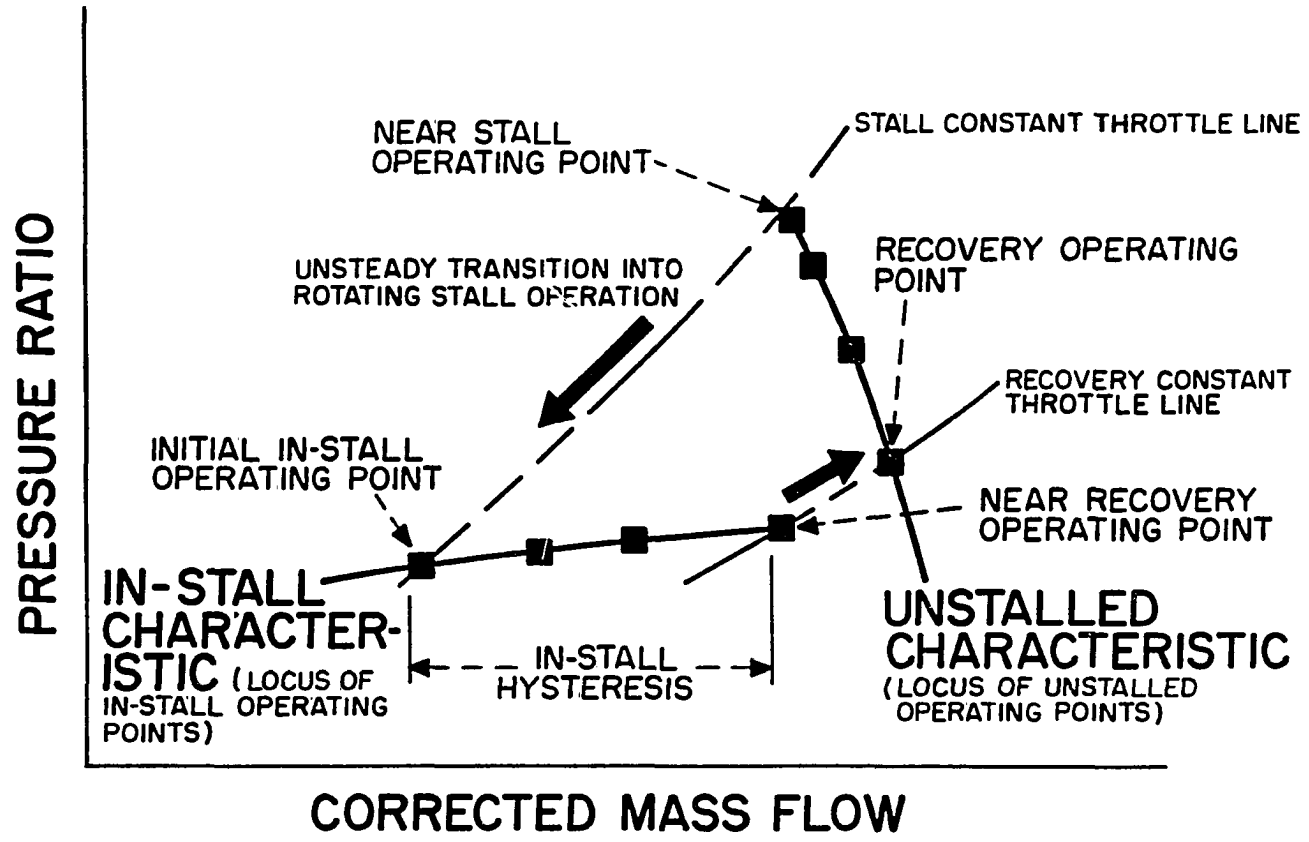 NEAR STALL
OPERATING POINT
STALL CONSTANT THROTTLE LINE
UNSTEADY TRANSITION INTO
ROTATING STALL OPERATION
RECOVERY OPERATING
POINT
RECOVERY CONSTANT
THROTTLE LINE
INITIAL IN-STALL
OPERATING POINT
NEAR RECOVERY
OPERATING POINT
IN-STALL
CHARACTER-
ISTIC (LOCUS OF
IN-STALL OPERATING
POINTS)
IN-STALL
HYSTERESIS
UNSTALLED
CHARACTERISTIC
(LOCUS OF UNSTALLED
OPERATING POINTS)
PRESSURE RATIO
CORRECTED MASS FLOW